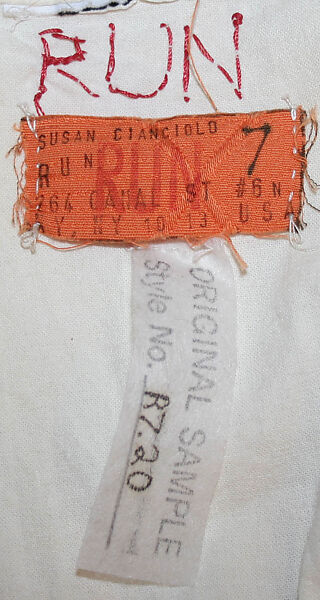 RUN
SUSAN CIANCIOLO
RUN RUN 7
264 CANAL ST #6N
NY, NY 10013 USA
ORIGINAL SAMPLE
Style No. R7.20